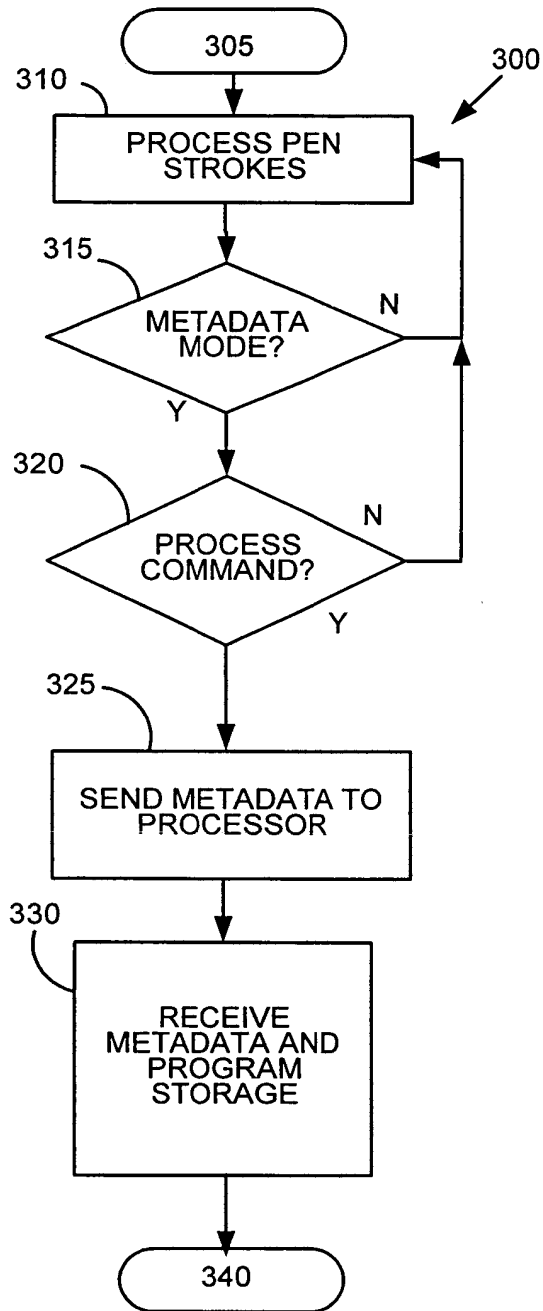 305
310
300
PROCESS PEN
STROKES
315
N
METADATA
MODE?
Y
320
N
PROCESS
COMMAND?
Y
325
SEND METADATA TO
PROCESSOR
330
RECEIVE
METADATA AND
PROGRAM
STORAGE
340